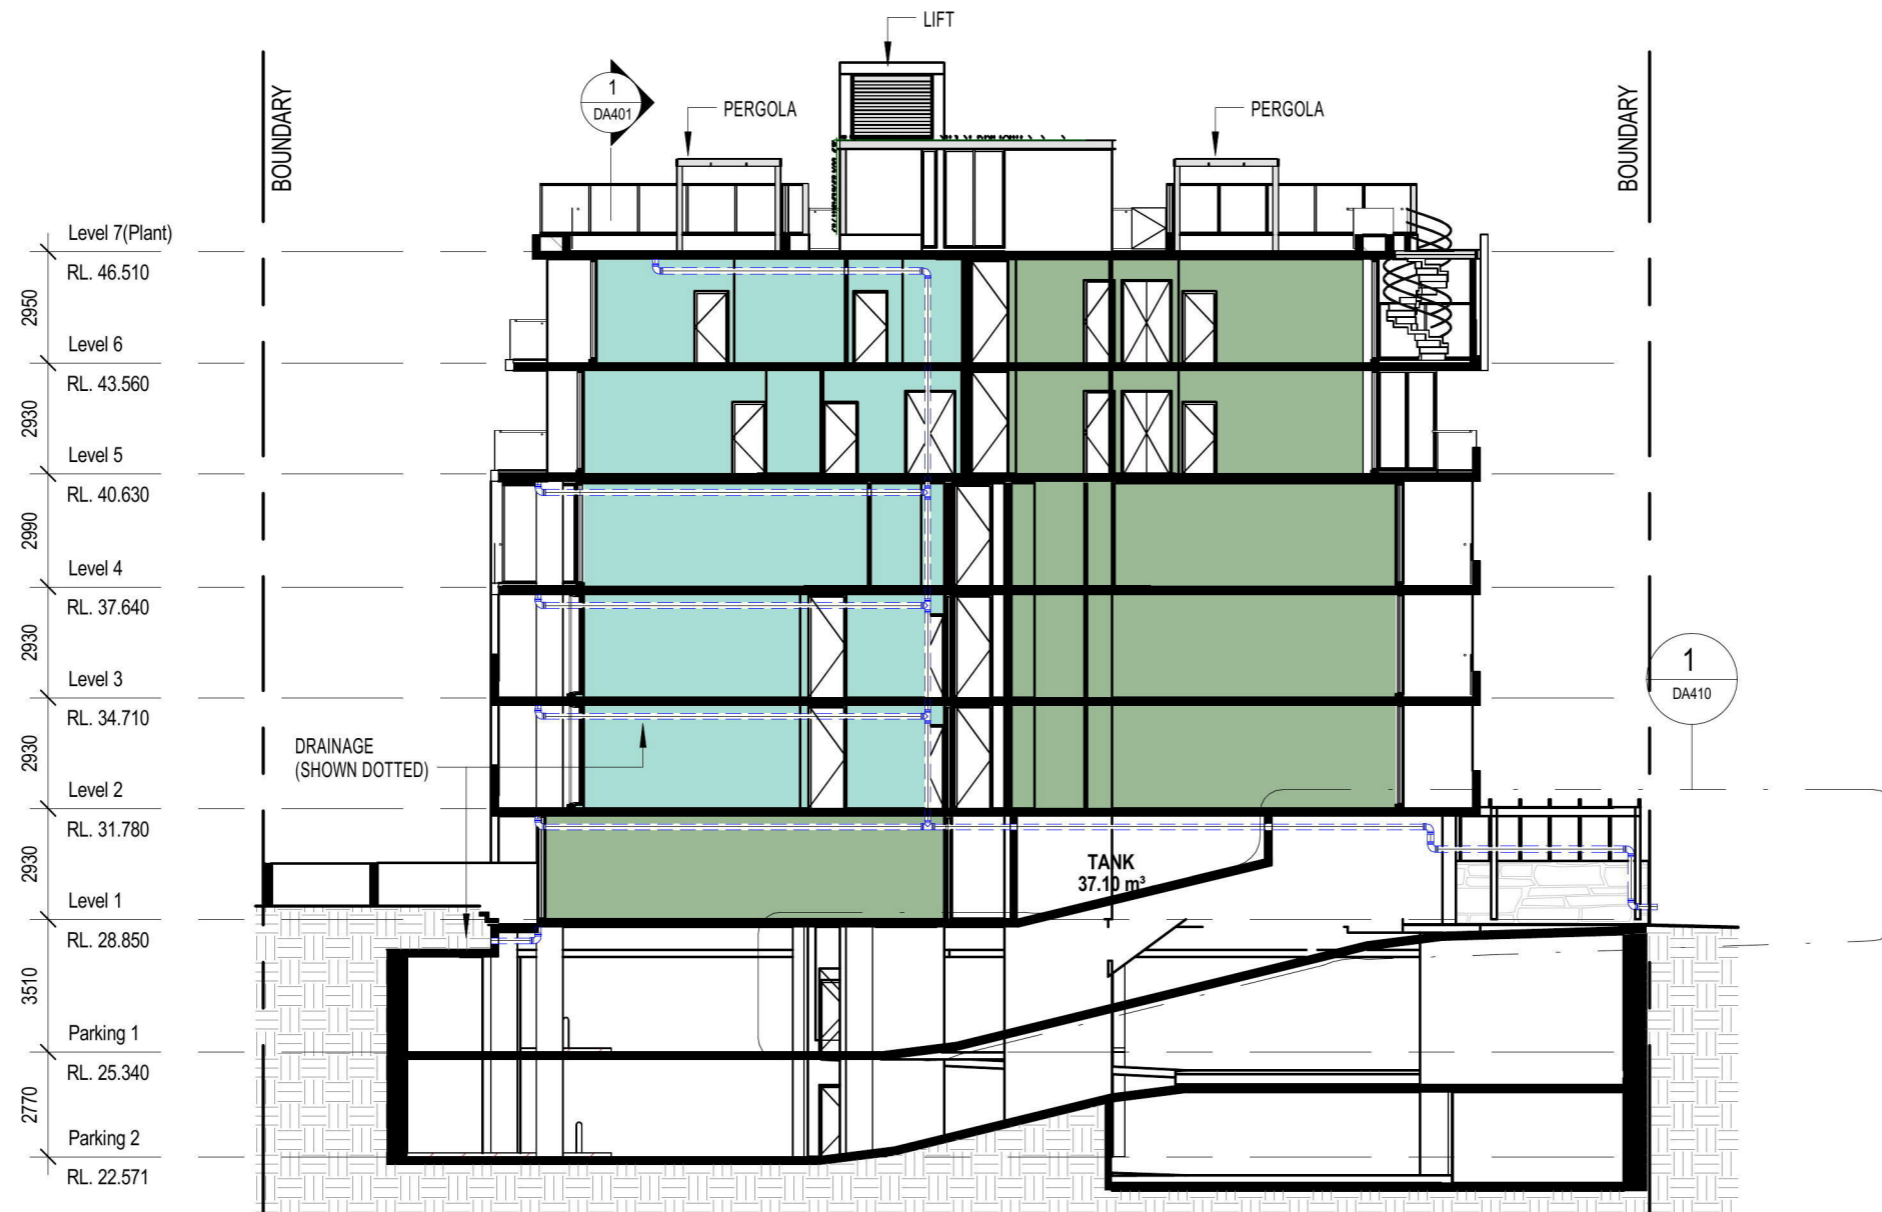 LIFT
1
DA401
PERGOLA
PERGOLA
BOUNDARY
BOUNDARY
Level 7(Plant)
RL. 46.510
2950
Level 6
RL. 43.560
2930
Level 5
RL. 40.630
2990
Level 4
RL. 37.640
2930
Level 3
RL. 34.710
2930
Level 2
RL. 31.780
2930
Level 1
RL. 28.850
3510
Parking 1
RL. 25.340
2770
Parking 2
RL. 22.571
DRAINAGE
(SHOWN DOTTED)
TANK
37.10 m³
1
DA410